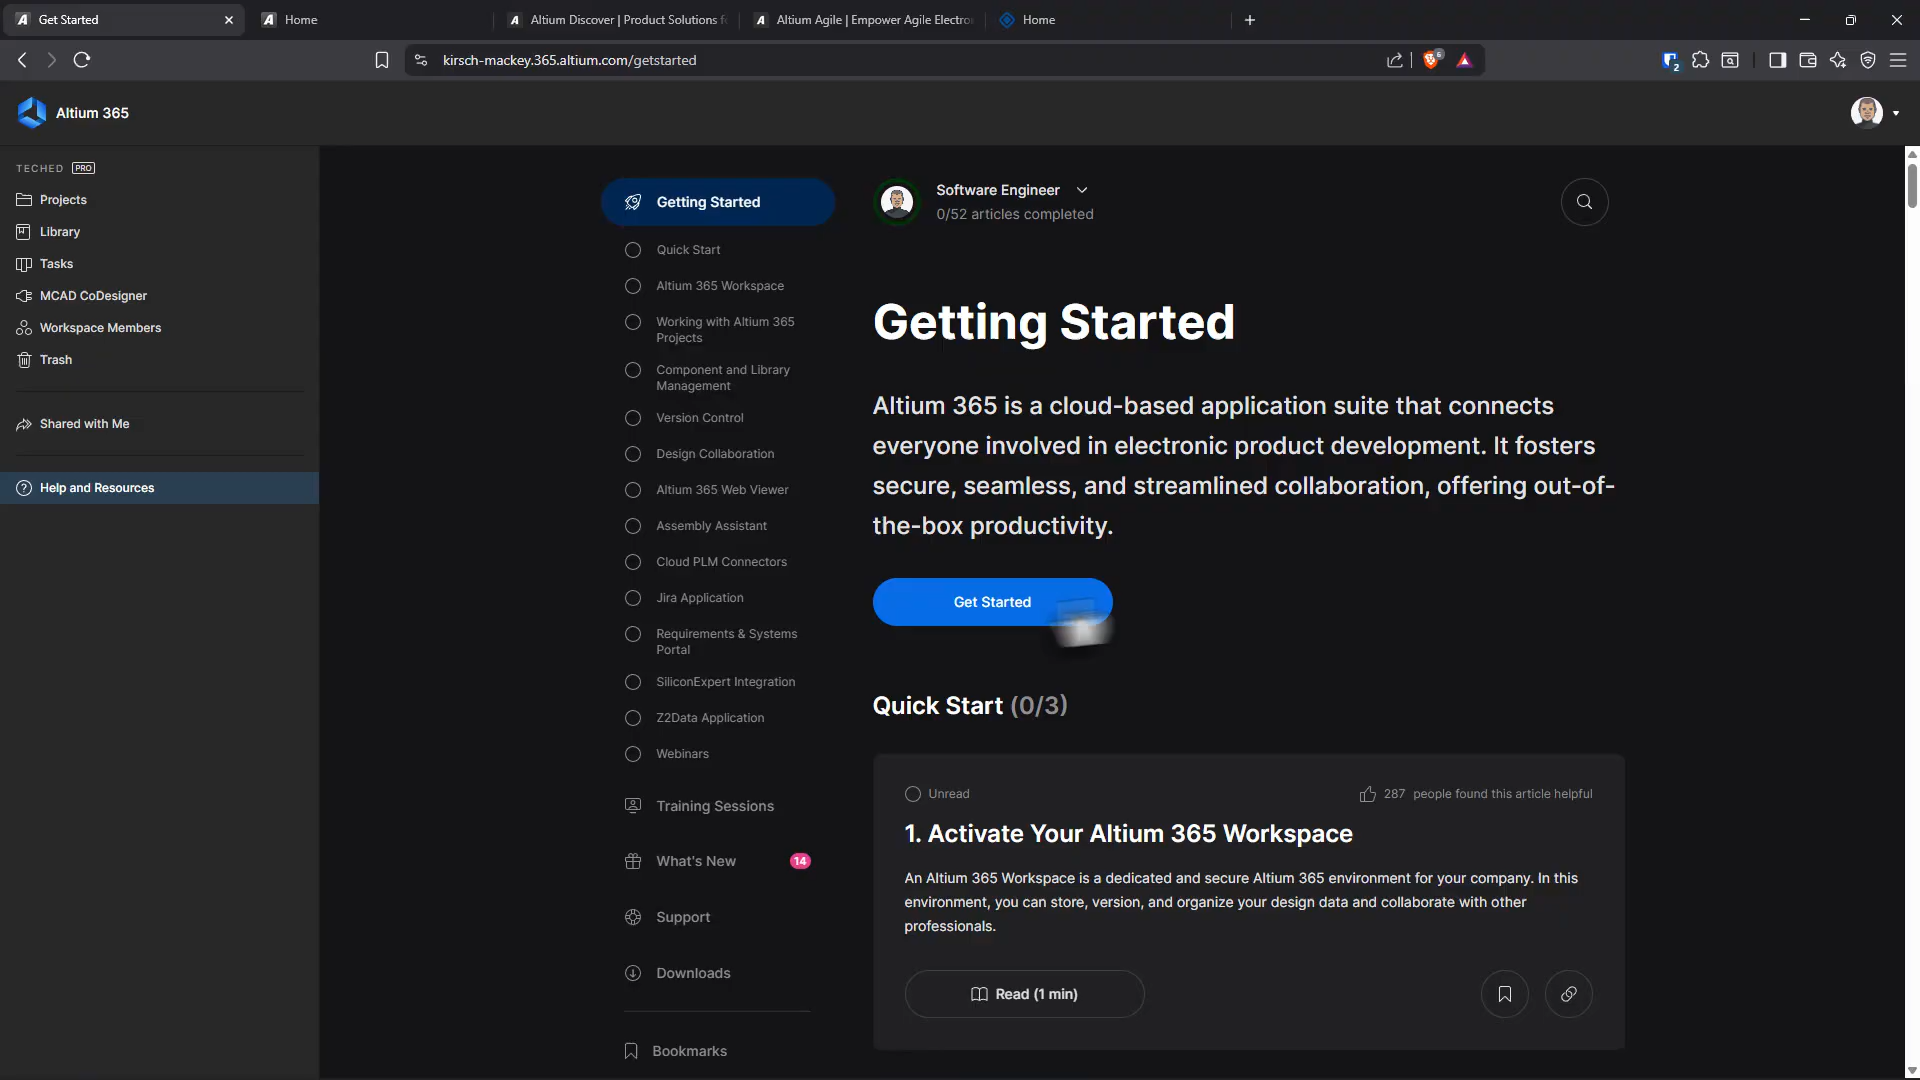 Get Started
Home
Altium Discover | Product Solutions f
Altium Agile | Empower Agile Electro
Home
kirsch-mackey.365.altium.com/getstarted
6
2
Altium 365
TECHED PRO
Projects
Library
Tasks
MCAD CoDesigner
Workspace Members
Trash
Shared with Me
Help and Resources
Getting Started
Quick Start
Altium 365 Workspace
Working with Altium 365
Projects
Component and Library
Management
Version Control
Design Collaboration
Altium 365 Web Viewer
Assembly Assistant
Cloud PLM Connectors
Jira Application
Requirements & Systems
Portal
SiliconExpert Integration
Z2Data Application
Webinars
Training Sessions
What's New 14
Support
Downloads
Bookmarks
Software Engineer
0/52 articles completed
Getting Started
Altium 365 is a cloud-based application suite that connects
everyone involved in electronic product development. It fosters
secure, seamless, and streamlined collaboration, offering out-of-
the-box productivity.
Get Started
Quick Start (0/3)
Unread
287 people found this article helpful
1. Activate Your Altium 365 Workspace
An Altium 365 Workspace is a dedicated and secure Altium 365 environment for your company. In this
environment, you can store, version, and organize your design data and collaborate with other
professionals.
Read (1 min)